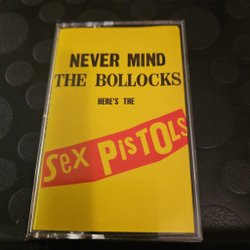 NEVER MIND
THE BOLLOCKS
HERE'S THE
Sex PiSTOLS